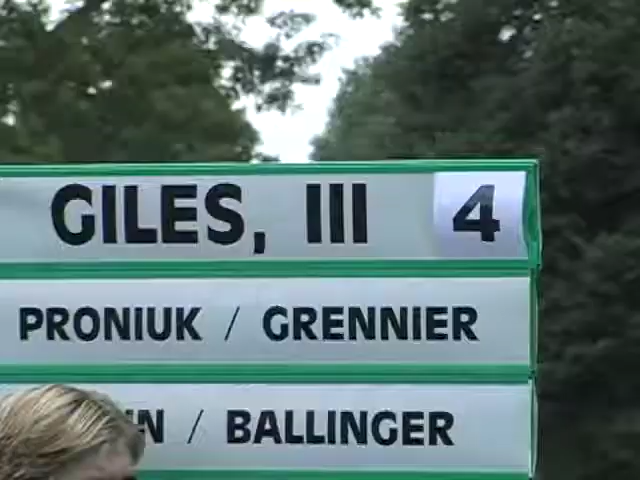 GILES, III 4
PRONIUK / GRENNIER
/ BALLINGER